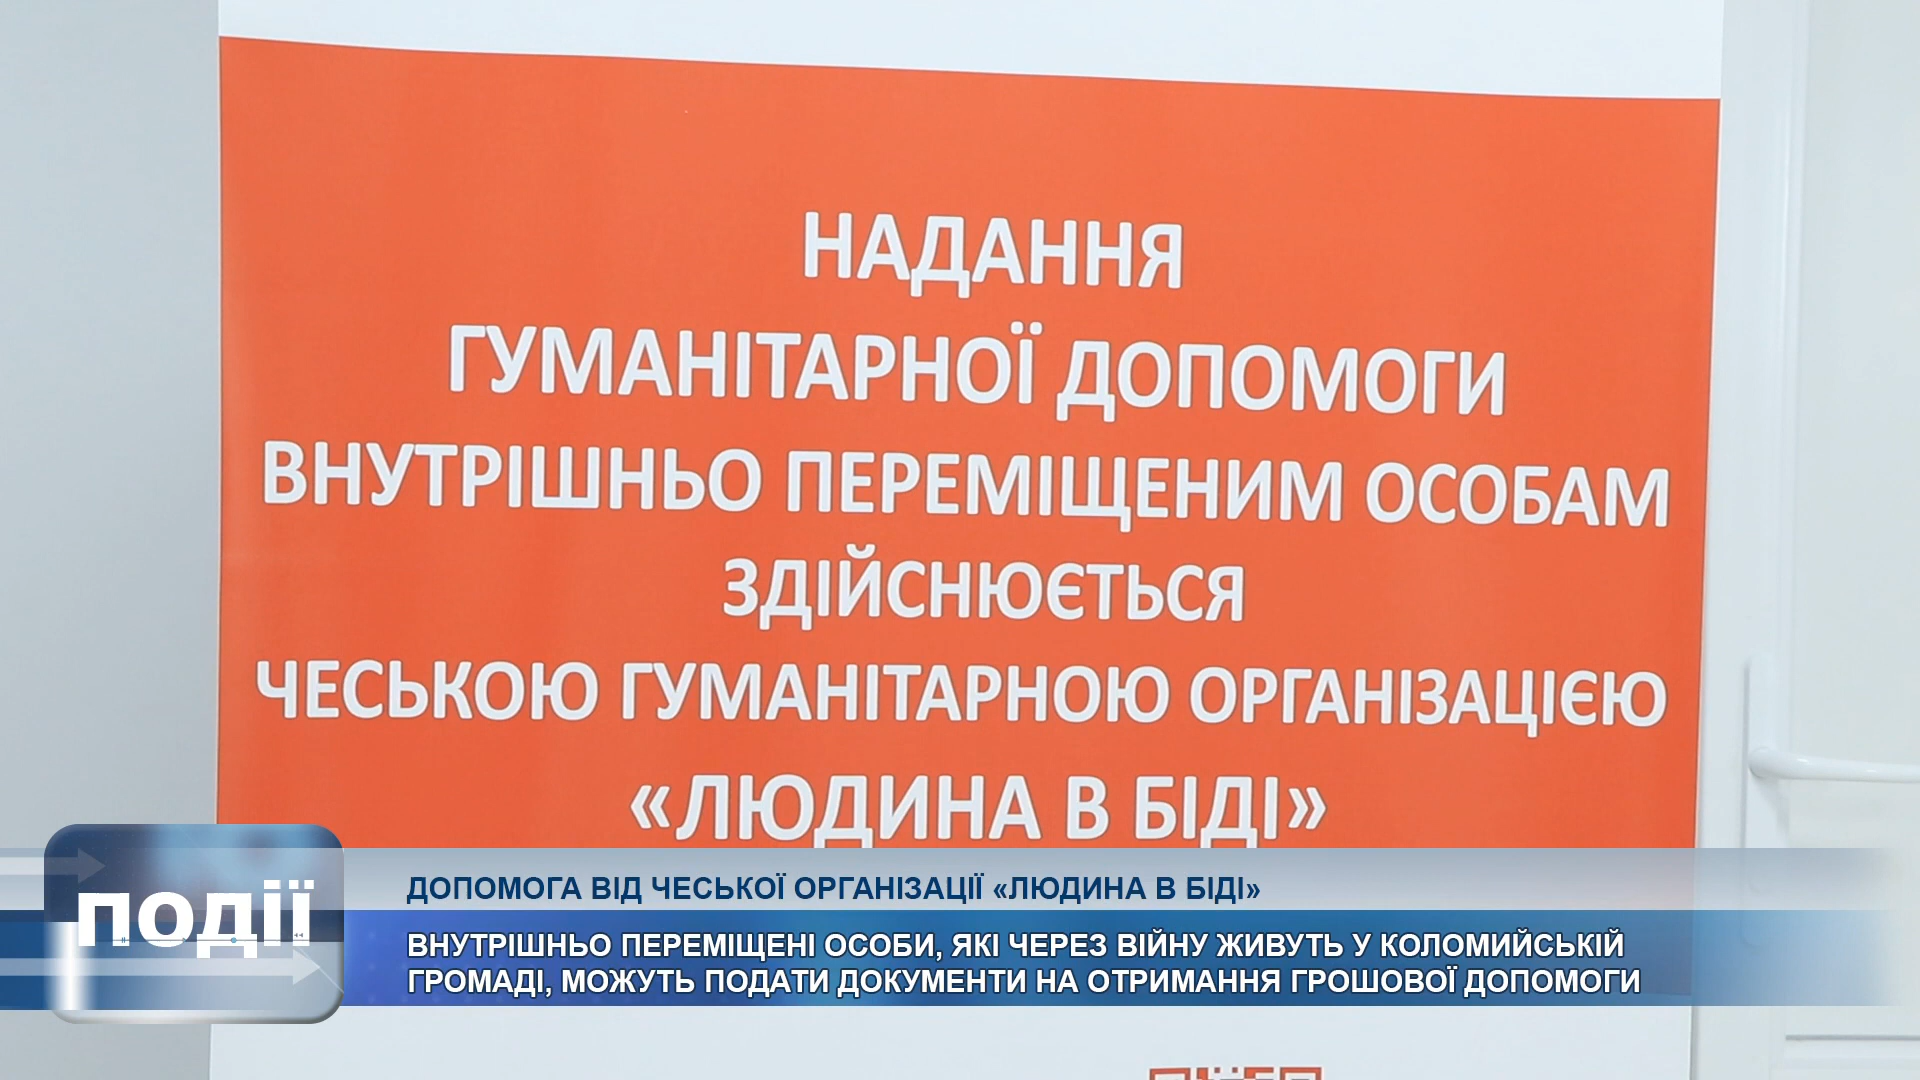 НАДАННЯ
ГУМАНІТАРНОЇ ДОПОМОГИ
ВНУТРІШНЬО ПЕРЕМІЩЕНИМ ОСОБАМ
ЗДІЙСНЮЄТЬСЯ
ЧЕСЬКОЮ ГУМАНІТАРНОЮ ОРГАНІЗАЦІЄЮ
«ЛЮДИНА В БІДІ»
ДОПОМОГА ВІД ЧЕСЬКОЇ ОРГАНІЗАЦІЇ «ЛЮДИНА В БІДІ»
події
ВНУТРІШНЬО ПЕРЕМІЩЕНІ ОСОБИ, ЯКІ ЧЕРЕЗ ВІЙНУ ЖИВУТЬ У КОЛОМИЙСЬКІЙ
ГРОМАДІ, МОЖУТЬ ПОДАТИ ДОКУМЕНТИ НА ОТРИМАННЯ ГРОШОВОЇ ДОПОМОГИ